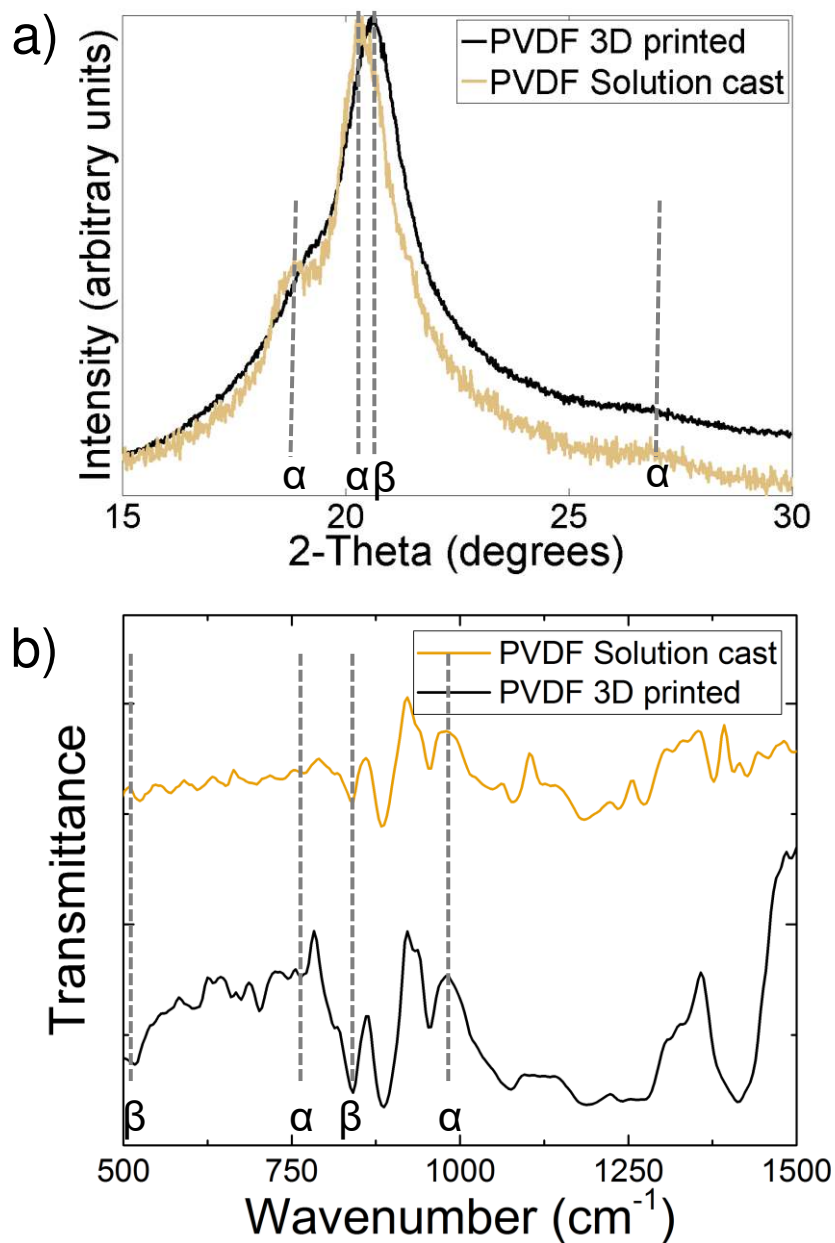 a)
Intensity (arbitrary units)
PVDF 3D printed
PVDF Solution cast
α
α
β
α
15
20
25
30
2-Theta (degrees)
b)
Transmittance
PVDF Solution cast
PVDF 3D printed
β
α
β
α
500
750
1000
1250
1500
Wavenumber (cm⁻¹)